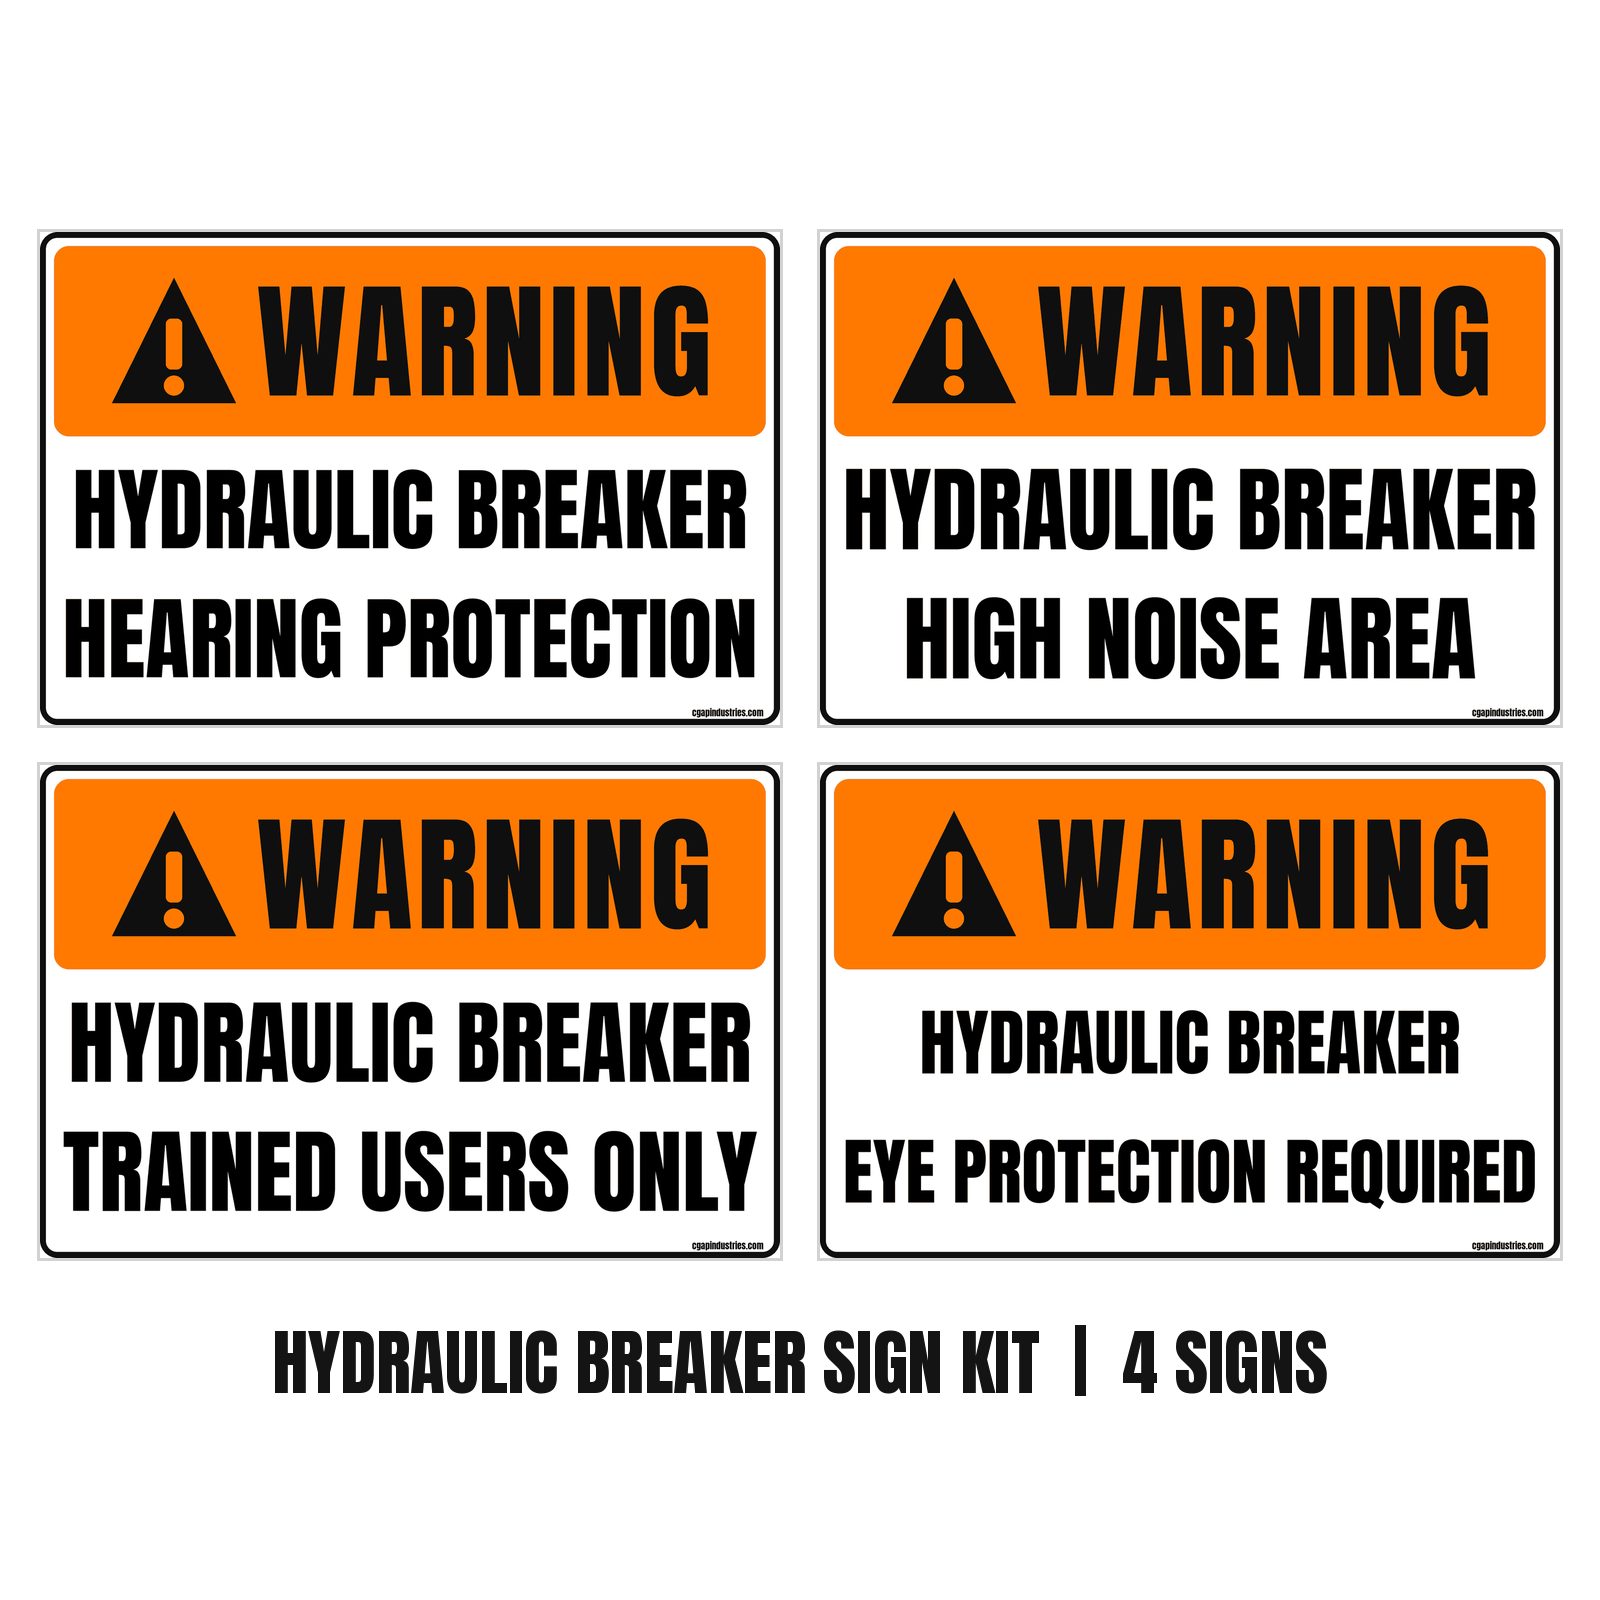 WARNING
HYDRAULIC BREAKER
HEARING PROTECTION
cgapindustries.com
WARNING
HYDRAULIC BREAKER
HIGH NOISE AREA
cgapindustries.com
WARNING
HYDRAULIC BREAKER
TRAINED USERS ONLY
cgapindustries.com
WARNING
HYDRAULIC BREAKER
EYE PROTECTION REQUIRED
cgapindustries.com
HYDRAULIC BREAKER SIGN KIT | 4 SIGNS